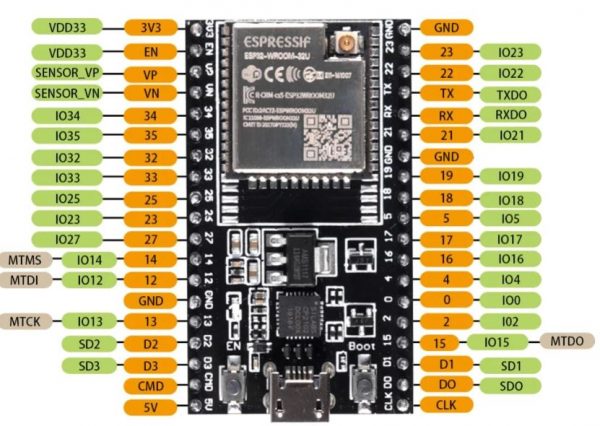 VDD33 3V3 3V3 GND GND
VDD33 EN EN 23 23 IO23
SENSOR_VP VP VP 22 22 IO22
SENSOR_VN VN VN TX TX TXDO
IO34 34 34 RX RX RXDO
IO35 35 35 21 21 IO21
IO32 32 32 GND GND
IO33 33 33 19 19 IO19
IO25 25 25 18 18 IO18
IO23 23 26 5 5 IO5
IO27 27 27 17 17 IO17
MTMS IO14 14 14 16 16 IO16
MTDI IO12 12 12 4 4 IO4
GND GND 0 0 IO0
MTCK IO13 13 13 2 2 I02
SD2 D2 D2 15 15 IO15 MTDO
SD3 D3 D3 D1 D1 SD1
CMD CMD D0 DO SDO
5V 5V CLK CLK
ESPRESSIF
ESP32-WROOM-32U
EN
Boot